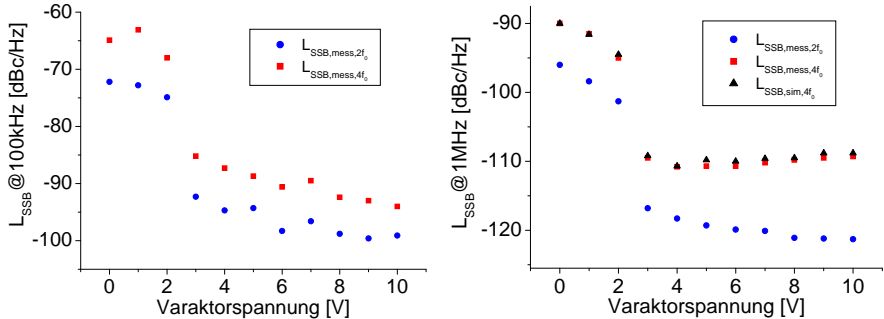 L_SSB@100kHz [dBc/Hz]
-60
-70
-80
-90
-100
L_SSB,mess,2f_0
L_SSB,mess,4f_0
0 2 4 6 8 10
Varaktorspannung [V]
L_SSB@1MHz [dBc/Hz]
-90
-100
-110
-120
L_SSB,mess,2f_0
L_SSB,mess,4f_0
L_SSB,sim,4f_0
0 2 4 6 8 10
Varaktorspannung [V]